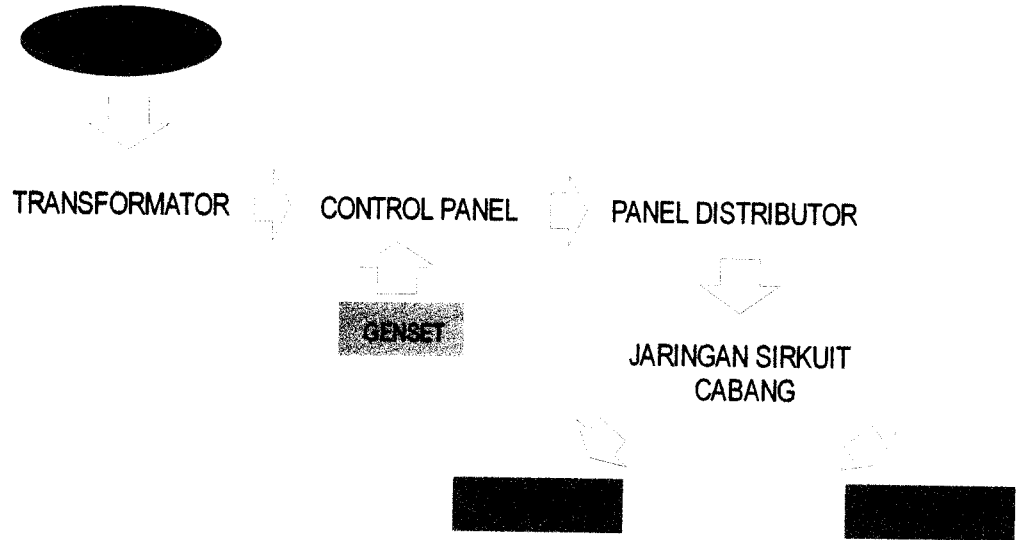 TRANSFORMATOR
CONTROL PANEL
PANEL DISTRIBUTOR
GENSET
JARINGAN SIRKUIT
CABANG